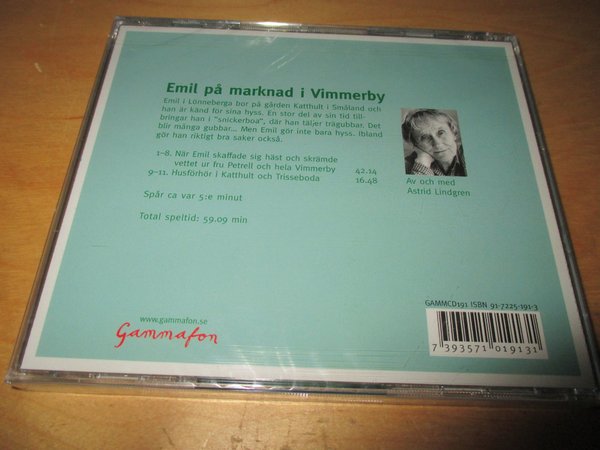 Emil på marknad i Vimmerby
Emil i Lönneberga bor på gården Katthult i Småland och
han är känd för sina hyss. En stor del av sin tid till-
bringar han i "snickerboa", där han täljer trägubbar. Det
blir många gubbar... Men Emil gör inte bara hyss. Ibland
gör han riktigt bra saker också.
1–8. När Emil skaffade sig häst och skrämde
vettet ur fru Petrell och hela Vimmerby 42.14
9–11. Husförhör i Katthult och Trisseboda 16.48
Spår ca var 5:e minut
Total speltid: 59.09 min
Av och med
Astrid Lindgren
GAMMCD191 ISBN 91-7225-191-3
7 393571 019131
www.gammafon.se
Gammafon